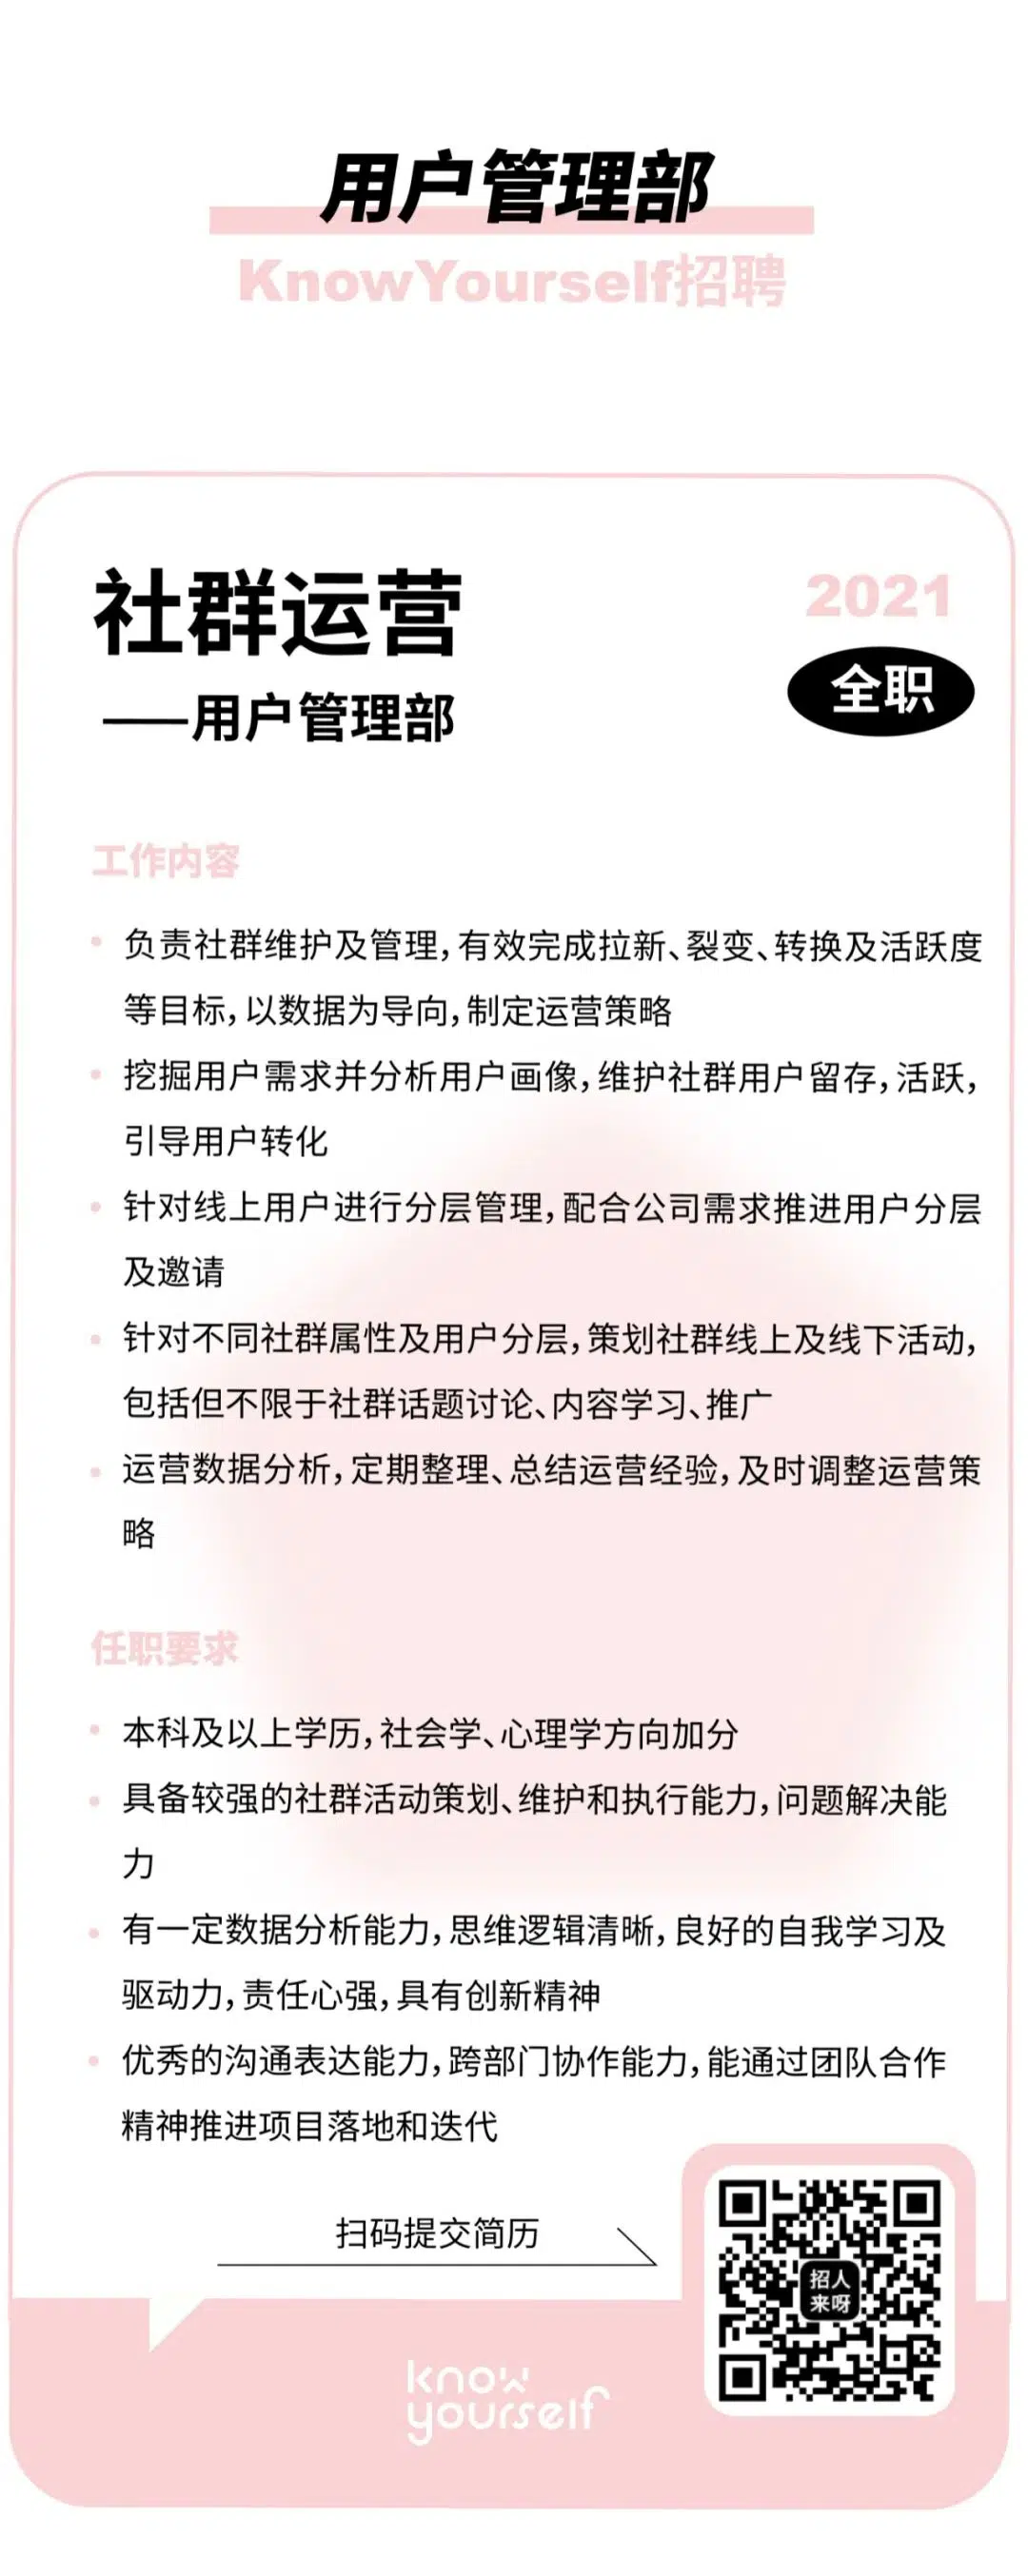 用户管理部
KnowYourself招聘
社群运营
2021
全职
——用户管理部
工作内容
负责社群维护及管理，有效完成拉新、裂变、转换及活跃度
等目标，以数据为导向，制定运营策略
挖掘用户需求并分析用户画像，维护社群用户留存，活跃，
引导用户转化
针对线上用户进行分层管理，配合公司需求推进用户分层
及邀请
针对不同社群属性及用户分层，策划社群线上及线下活动，
包括但不限于社群话题讨论、内容学习、推广
运营数据分析，定期整理、总结运营经验，及时调整运营策
略
任职要求
本科及以上学历，社会学、心理学方向加分
具备较强的社群活动策划、维护和执行能力，问题解决能
力
有一定数据分析能力，思维逻辑清晰，良好的自我学习及
驱动力，责任心强，具有创新精神
优秀的沟通表达能力，跨部门协作能力，能通过团队合作
精神推进项目落地和迭代
扫码提交简历
招人
来呀
know
yourself